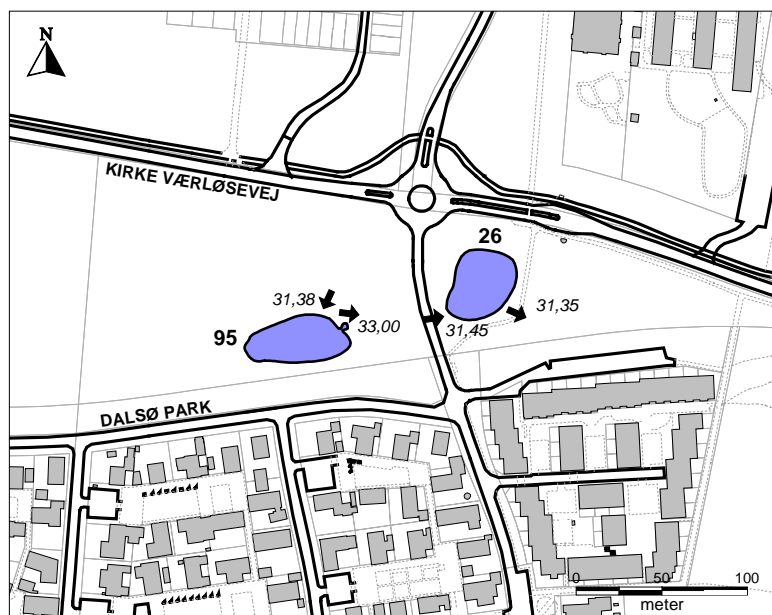 N
KIRKE VÆRLØSEVEJ
26
31,38
31,35
33,00
31,45
95
DALSØ PARK
0 50 100
meter